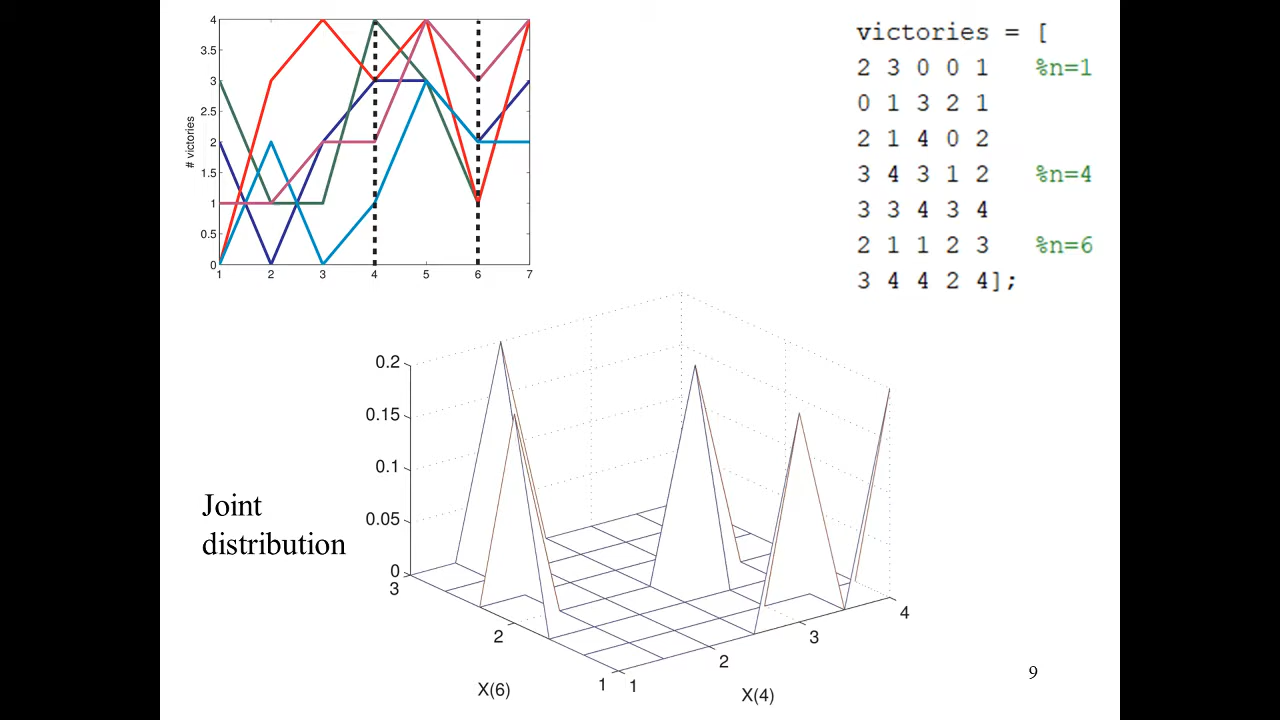 4
3.5
3
2.5
2
1.5
1
0.5
0
# victories
1 2 3 4 5 6 7
victories = [
2 3 0 0 1 %n=1
0 1 3 2 1
2 1 4 0 2
3 4 3 1 2 %n=4
3 3 4 3 4
2 1 1 2 3 %n=6
3 4 4 2 4];
Joint
distribution
0.2
0.15
0.1
0.05
0
3
2
1
X(6)
1
2
3
4
X(4)
9